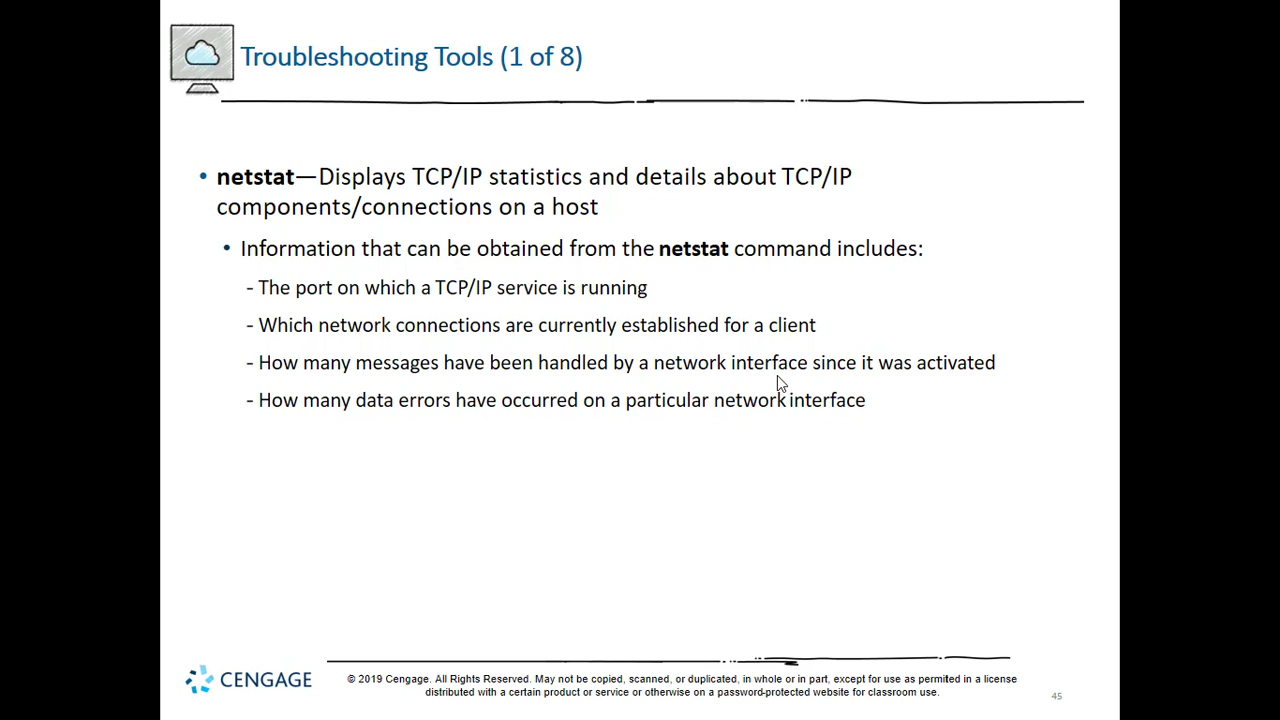 Troubleshooting Tools (1 of 8)
• netstat—Displays TCP/IP statistics and details about TCP/IP
components/connections on a host
• Information that can be obtained from the netstat command includes:
- The port on which a TCP/IP service is running
- Which network connections are currently established for a client
- How many messages have been handled by a network interface since it was activated
- How many data errors have occurred on a particular network interface
CENGAGE
© 2019 Cengage. All Rights Reserved. May not be copied, scanned, or duplicated, in whole or in part, except for use as permitted in a license
distributed with a certain product or service or otherwise on a password-protected website for classroom use.
45